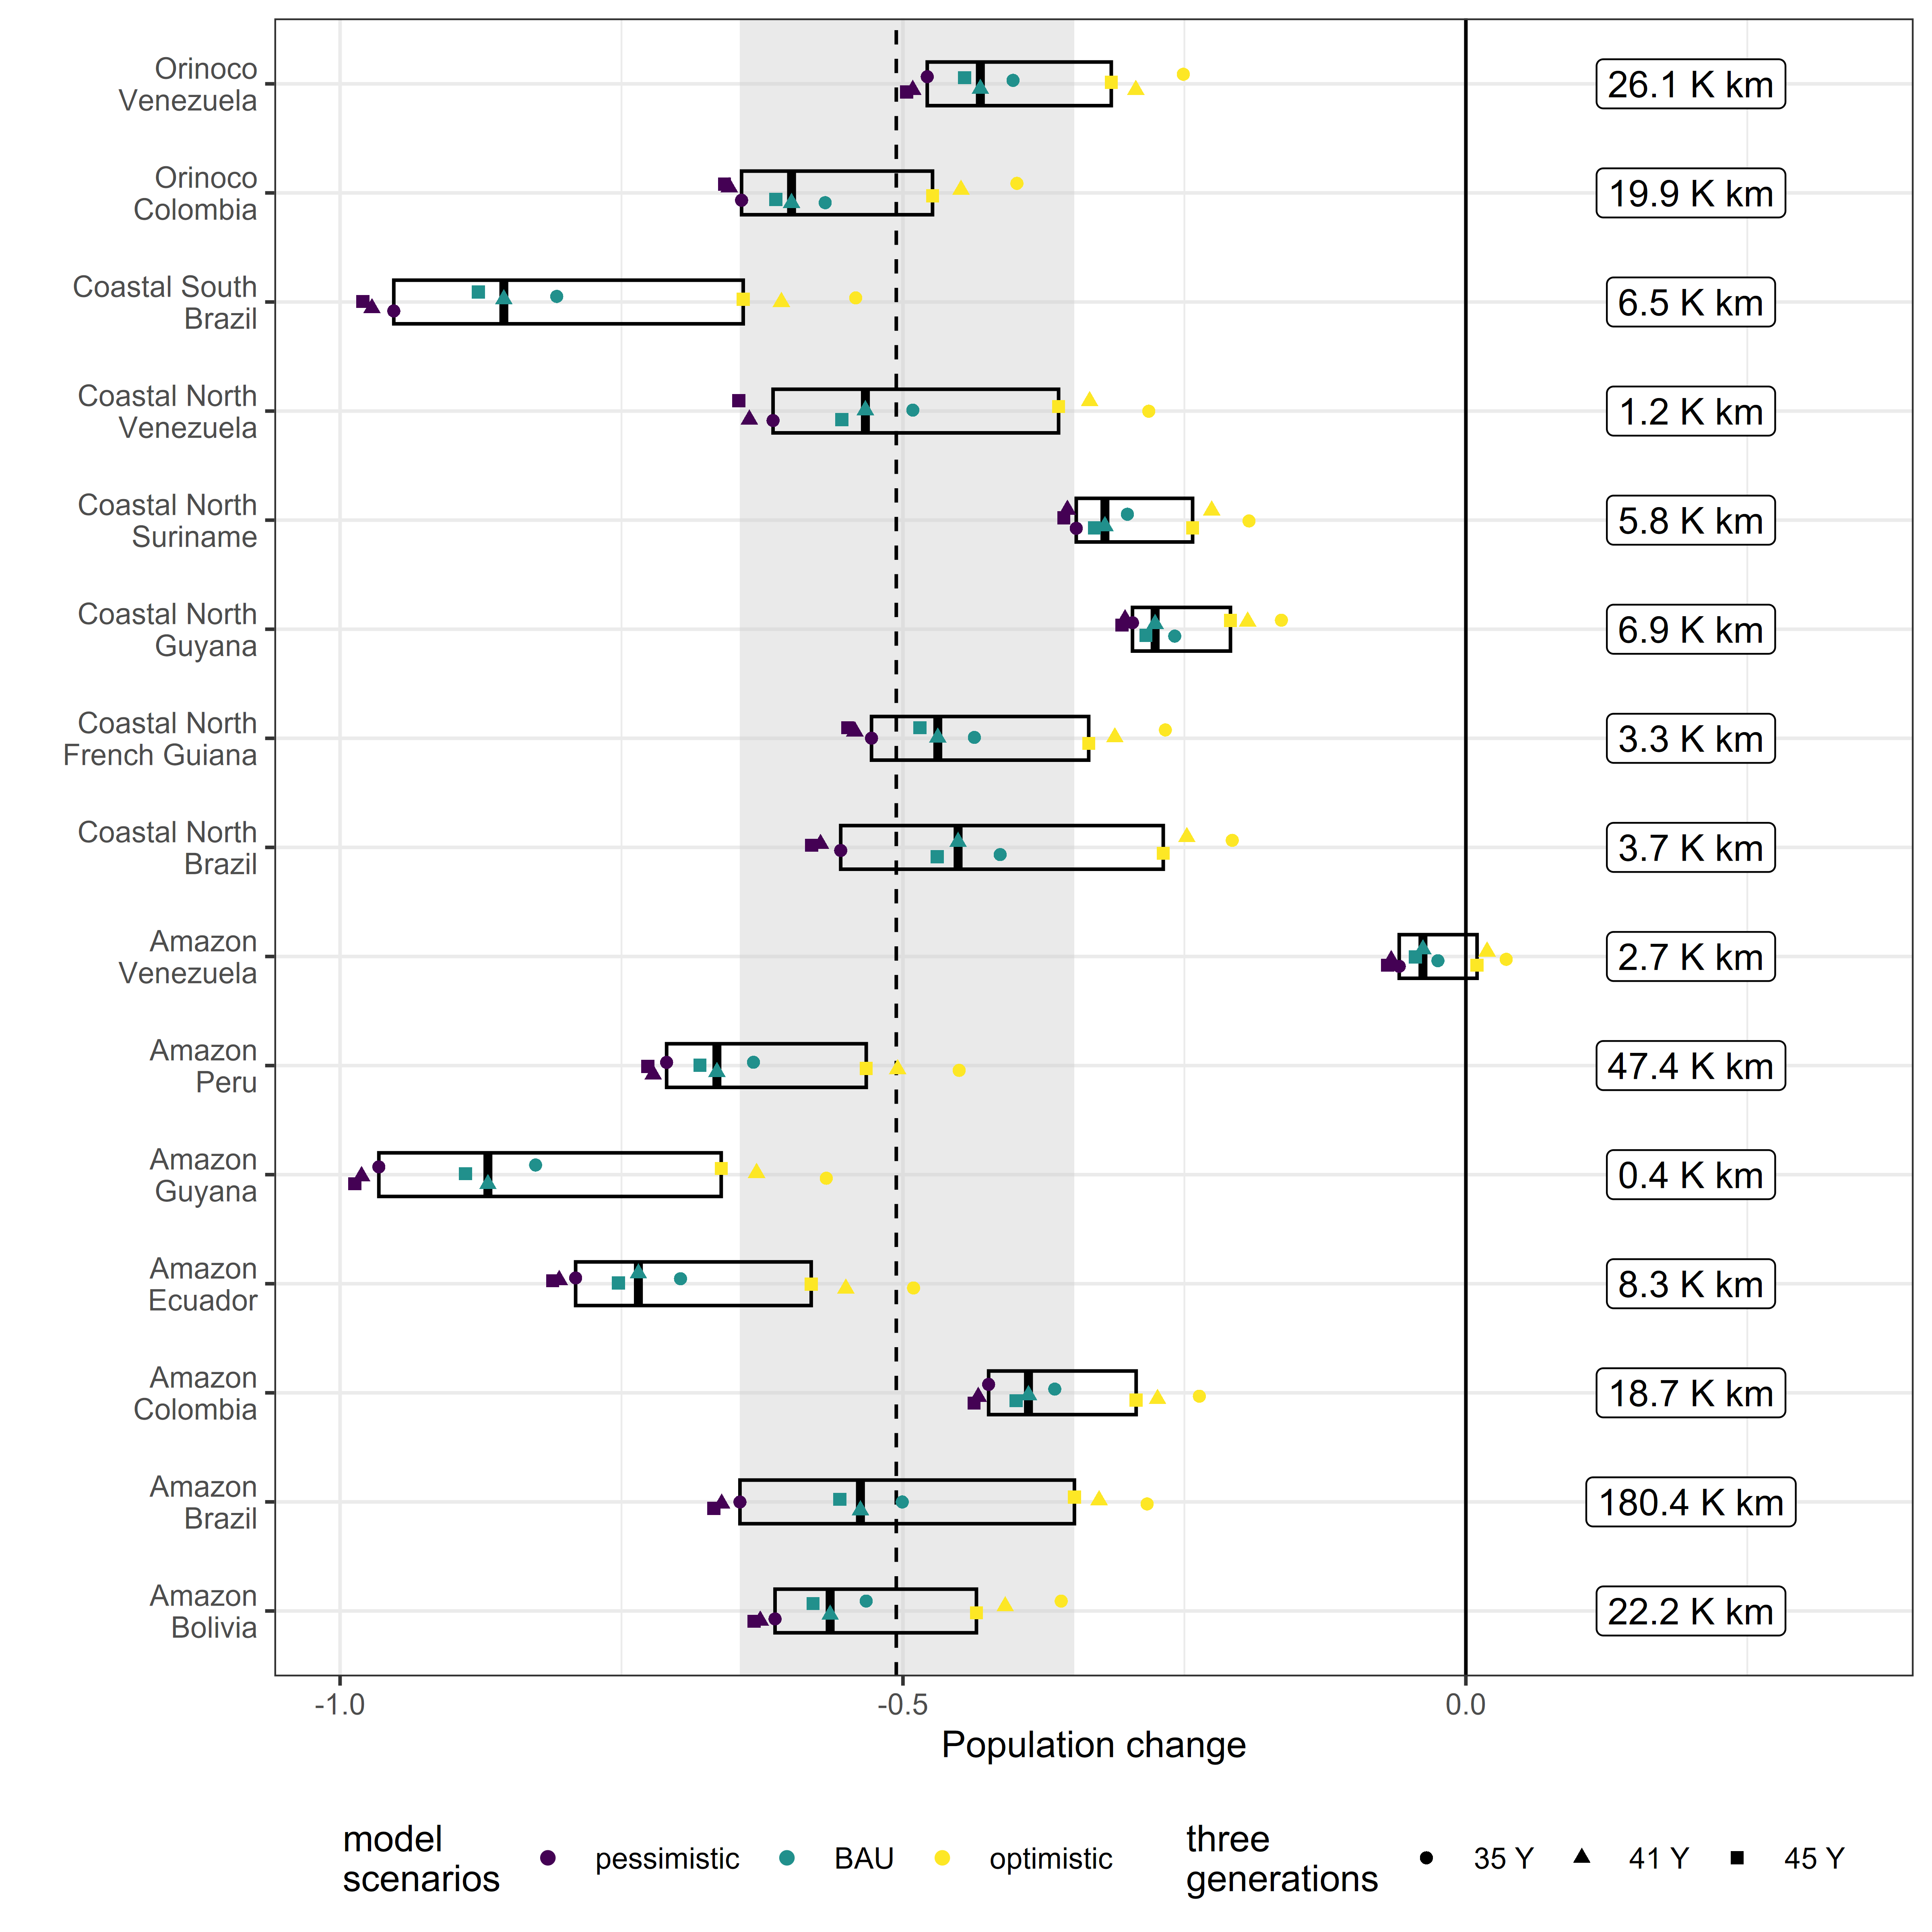 Orinoco
Venezuela
26.1 K km
Orinoco
Colombia
19.9 K km
Coastal South
Brazil
6.5 K km
Coastal North
Venezuela
1.2 K km
Coastal North
Suriname
5.8 K km
Coastal North
Guyana
6.9 K km
Coastal North
French Guiana
3.3 K km
Coastal North
Brazil
3.7 K km
Amazon
Venezuela
2.7 K km
Amazon
Peru
47.4 K km
Amazon
Guyana
0.4 K km
Amazon
Ecuador
8.3 K km
Amazon
Colombia
18.7 K km
Amazon
Brazil
180.4 K km
Amazon
Bolivia
22.2 K km
-1.0 -0.5 0.0
Population change
model
scenarios
pessimistic BAU optimistic
three
generations
35 Y 41 Y 45 Y